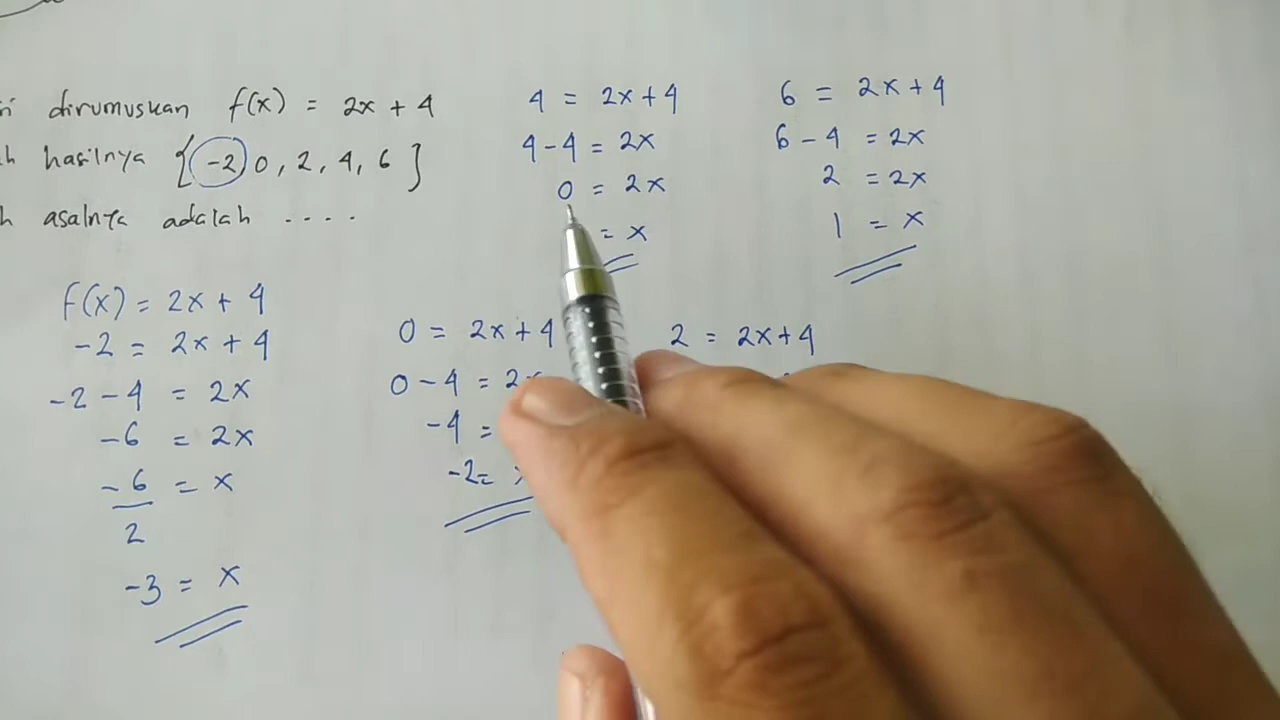 dirumuskan f(x) = 2x + 4
hasilnya {-2, 0, 2, 4, 6}
asalnya adalah ....
f(x) = 2x + 4
-2 = 2x + 4
-2 - 4 = 2x
-6 = 2x
-6/2 = x
-3 = x
4 = 2x+4
4-4 = 2x
0 = 2x
= x
6 = 2x+4
6-4 = 2x
2 = 2x
1 = x
0 = 2x+4
0-4 = 2x
-4 =
-2 = x
2 = 2x+4